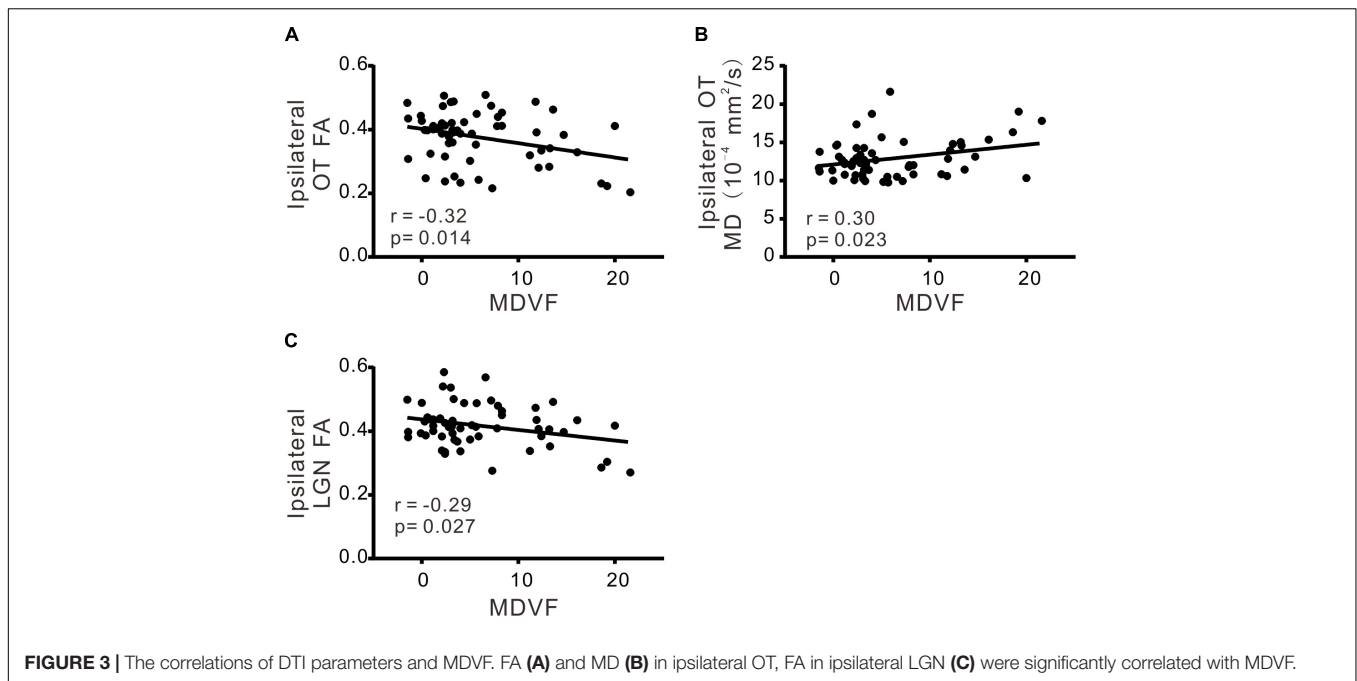 A
0.6
0.4
0.2
0.0
Ipsilateral
OT FA
r = -0.32
p= 0.014
0
10
20
MDVF
B
25
20
15
10
5
0
Ipsilateral OT
MD (10⁻⁴ mm²/s)
r = 0.30
p= 0.023
0
10
20
MDVF
C
0.6
0.4
0.2
0.0
Ipsilateral
LGN FA
r = -0.29
p= 0.027
0
10
20
MDVF
FIGURE 3 | The correlations of DTI parameters and MDVF. FA (A) and MD (B) in ipsilateral OT, FA in ipsilateral LGN (C) were significantly correlated with MDVF.